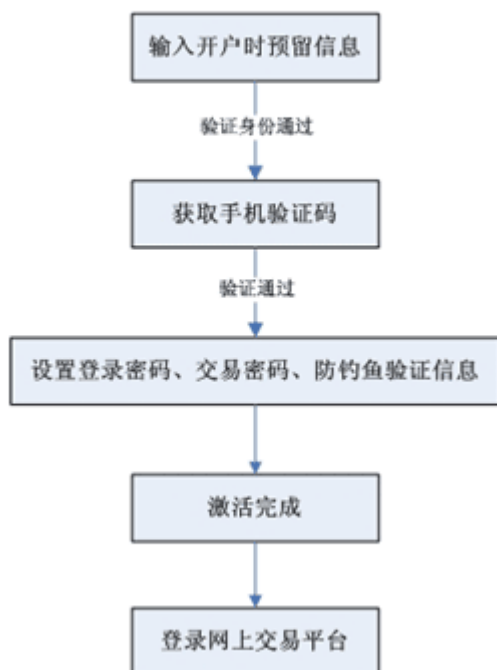 输入开户时预留信息
验证身份通过
获取手机验证码
验证通过
设置登录密码、交易密码、防钓鱼验证信息
激活完成
登录网上交易平台